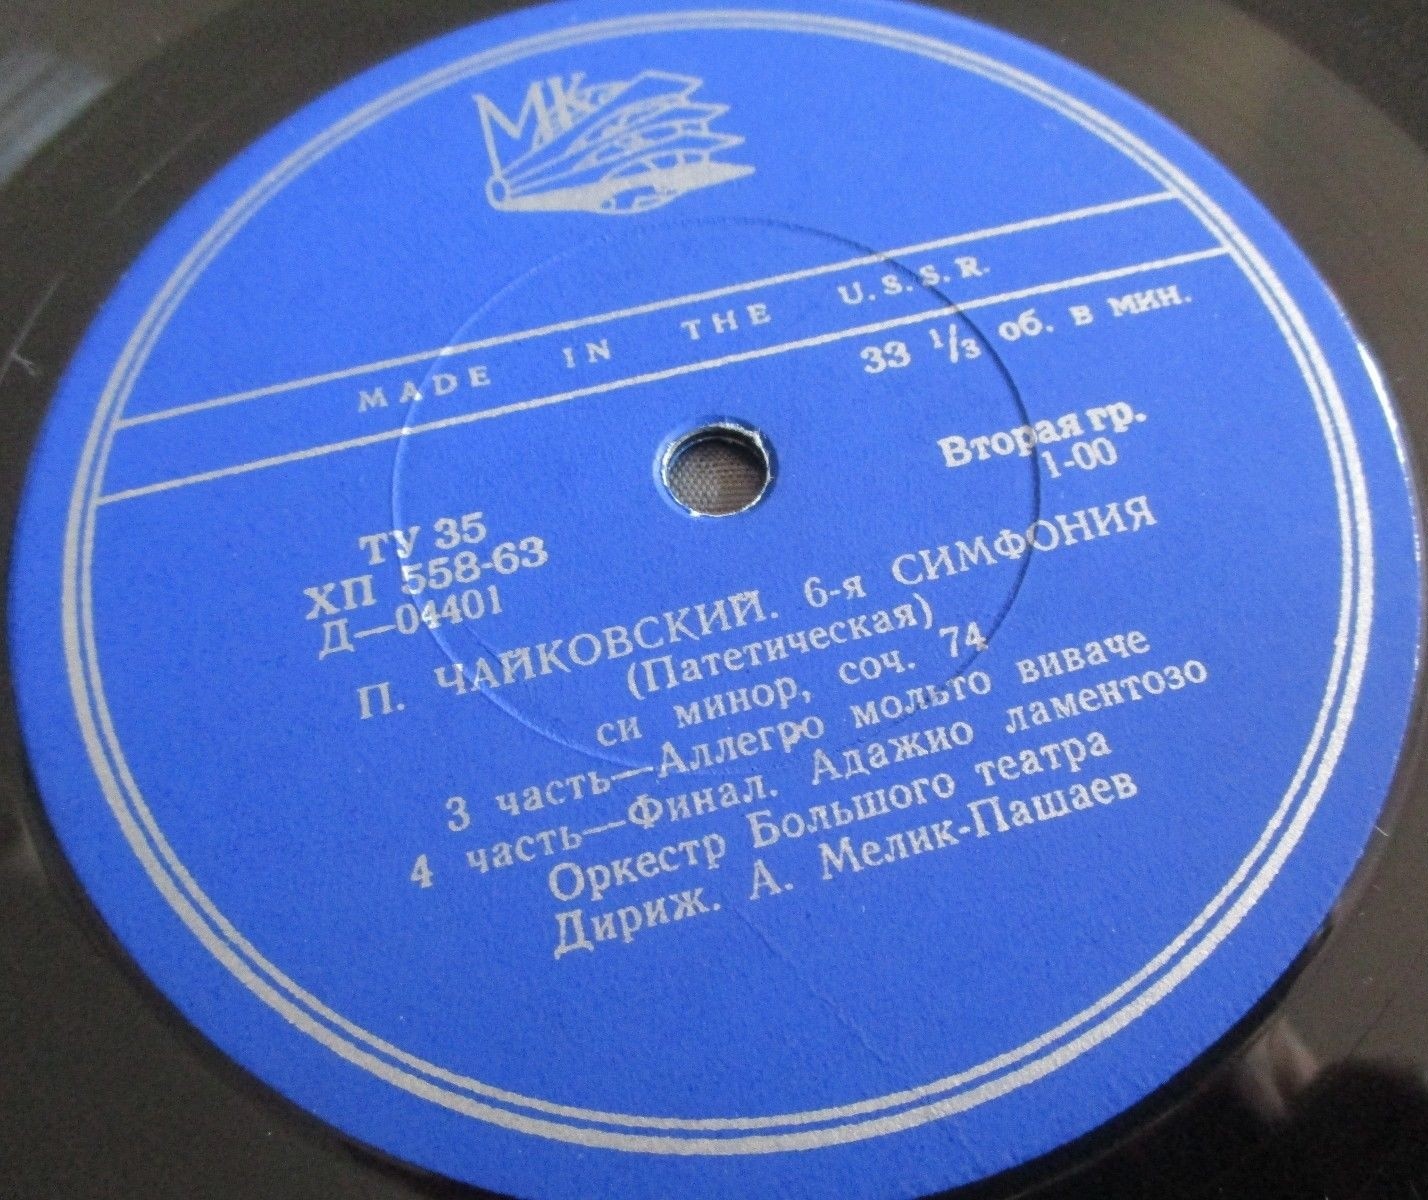 МК
MADE IN THE U.S.S.R.
33 1/3 об. в мин.
Вторая гр.
1-00
ТУ 35
ХП 558-63
Д—04401
П. ЧАЙКОВСКИЙ. 6-я СИМФОНИЯ
(Патетическая)
си минор, соч. 74
3 часть—Аллегро мольто виваче
4 часть—Финал. Адажио ламентозо
Оркестр Большого театра
Дириж. А. Мелик-Пашаев